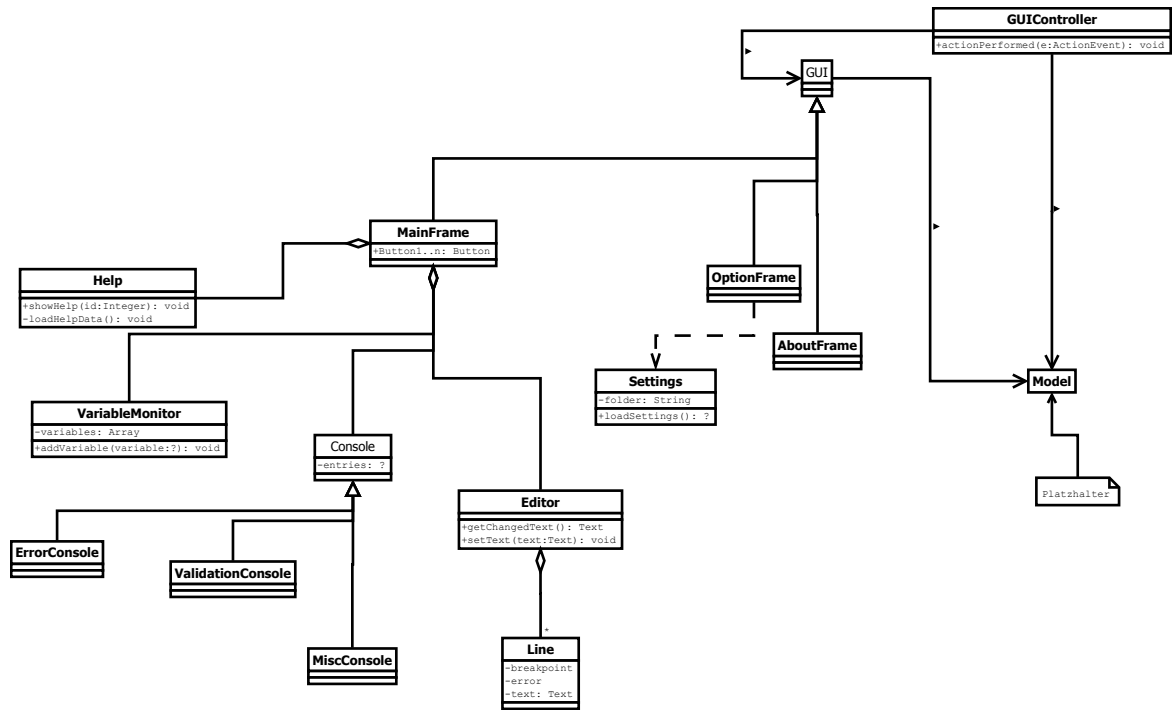 GUIController
+actionPerformed(e:ActionEvent): void
GUI
MainFrame
+Button1..n: Button
Help
+showHelp(id:Integer): void
-loadHelpData(): void
OptionFrame
AboutFrame
Settings
-folder: String
+loadSettings(): ?
Model
VariableMonitor
-variables: Array
+addVariable(variable:?): void
Console
-entries: ?
Platzhalter
Editor
+getChangedText(): Text
+setText(text:Text): void
ErrorConsole
ValidationConsole
*
MiscConsole
Line
-breakpoint
-error
-text: Text